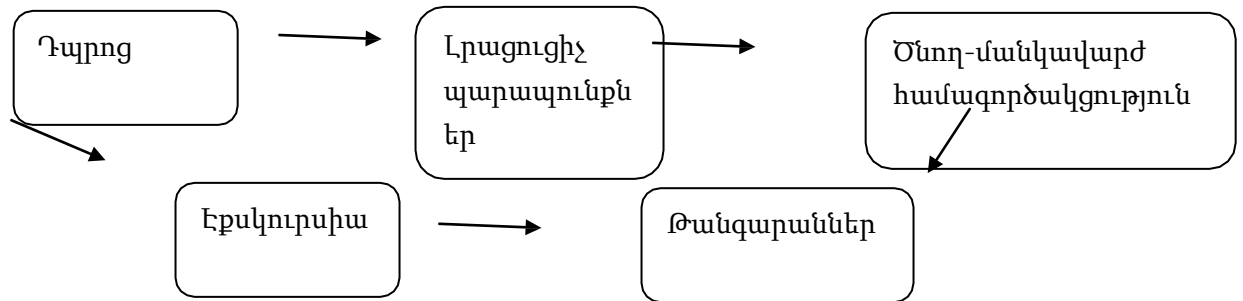 Դպրոց
Լրացուցիչ
պարապունքն
եր
Ծնող-մանկավարժ
համագործակցություն
Էքսկուրսիա
Թանգարաններ